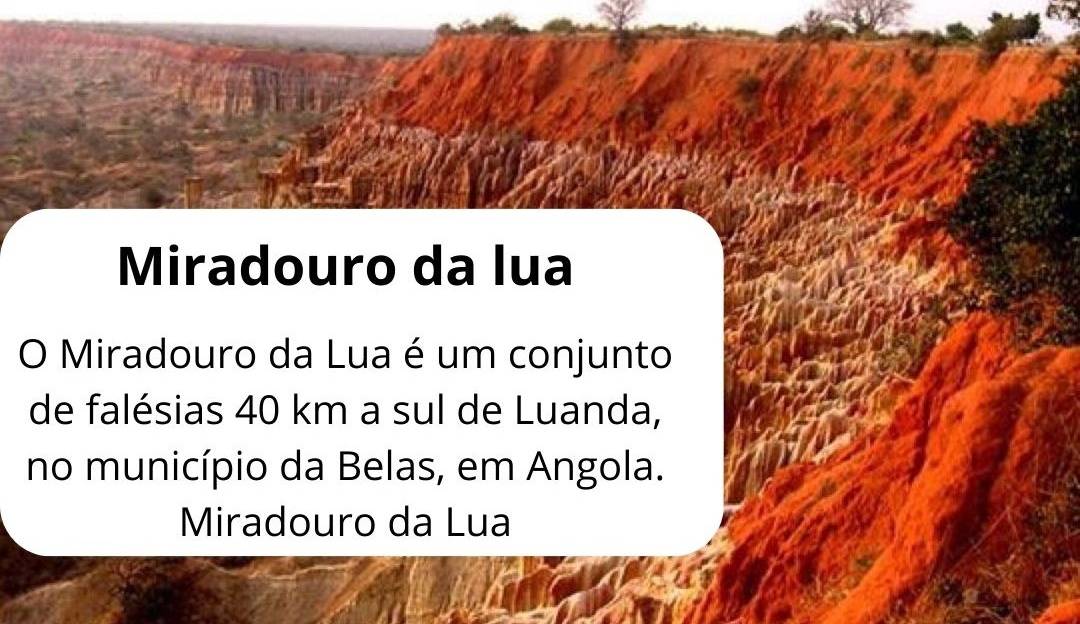 Miradouro da lua
O Miradouro da Lua é um conjunto
de falésias 40 km a sul de Luanda,
no município da Belas, em Angola.
Miradouro da Lua